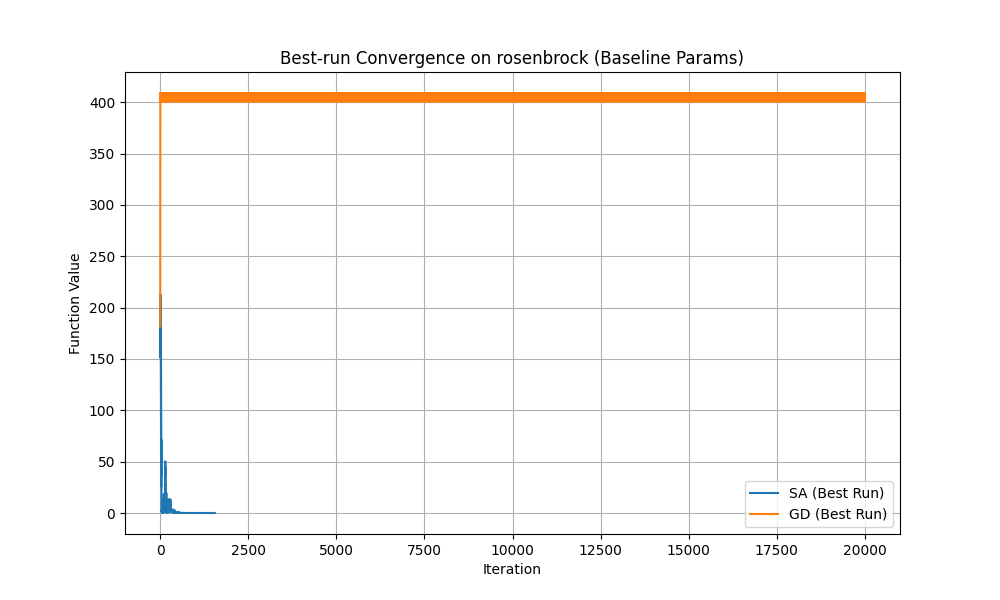 Best-run Convergence on rosenbrock (Baseline Params)
400
350
300
250
200
150
100
50
0
Function Value
SA (Best Run)
GD (Best Run)
0 2500 5000 7500 10000 12500 15000 17500 20000
Iteration